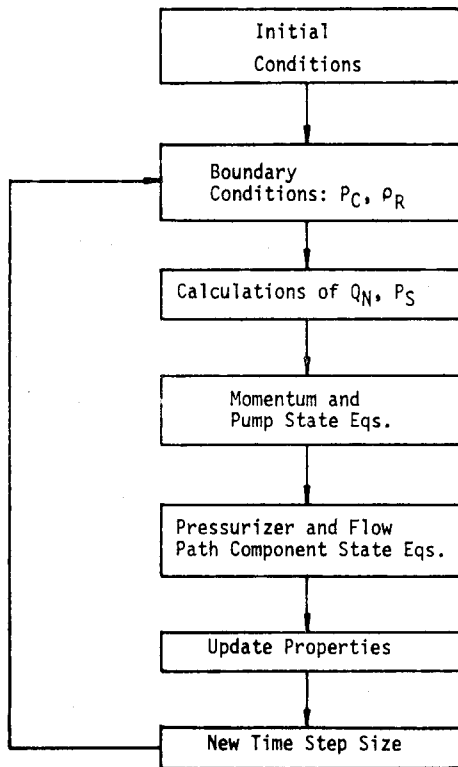 Initial
Conditions
Boundary
Conditions: P_C, ρ_R
Calculations of Q_N, P_S
Momentum and
Pump State Eqs.
Pressurizer and Flow
Path Component State Eqs.
Update Properties
New Time Step Size